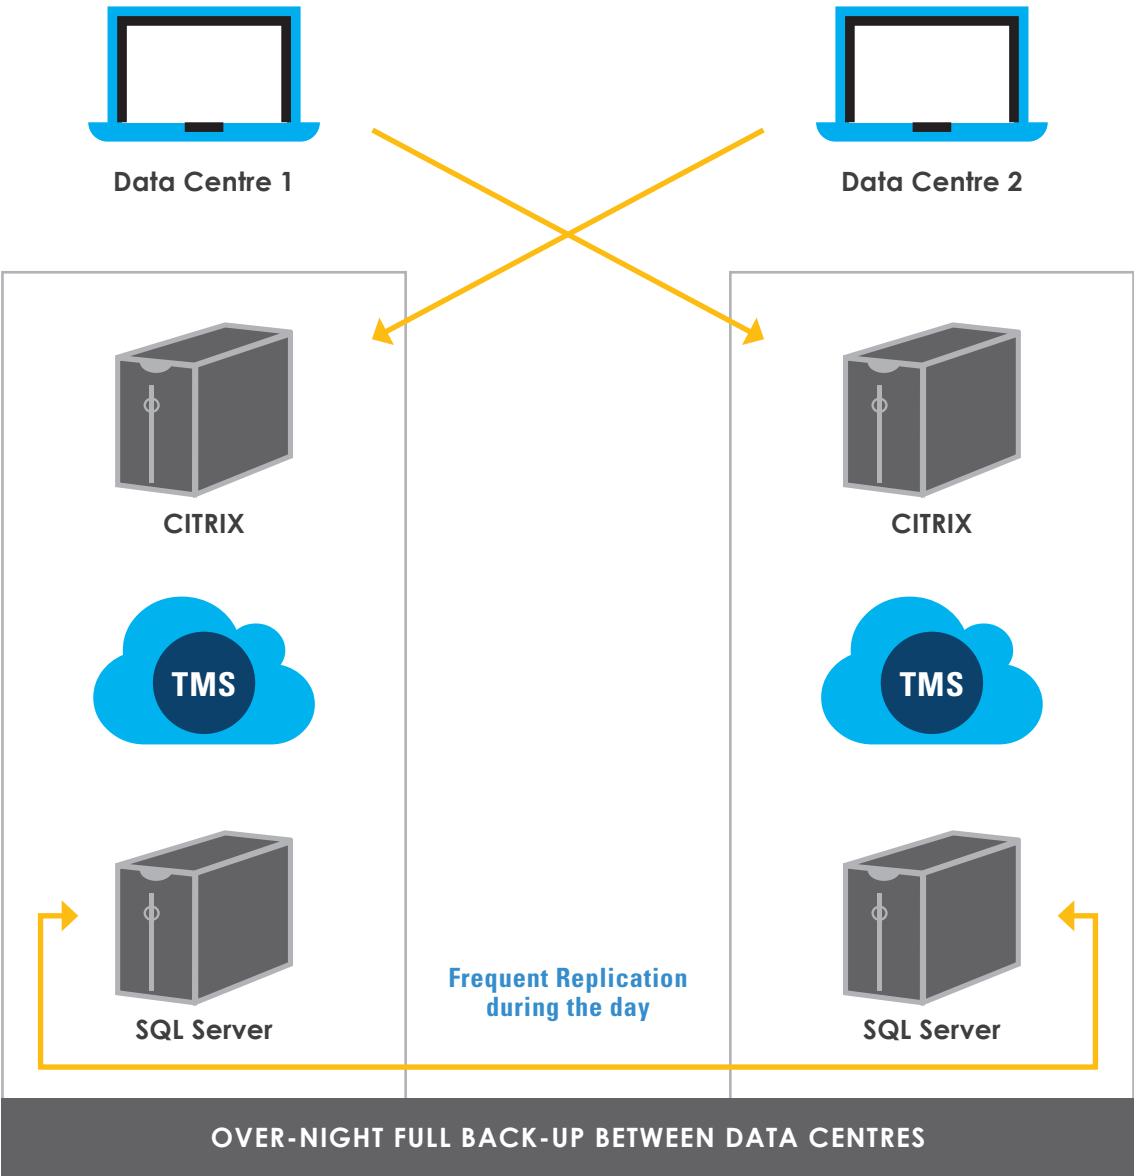 Data Centre 1
Data Centre 2
CITRIX
CITRIX
TMS
TMS
Frequent Replication
during the day
SQL Server
SQL Server
OVER-NIGHT FULL BACK-UP BETWEEN DATA CENTRES